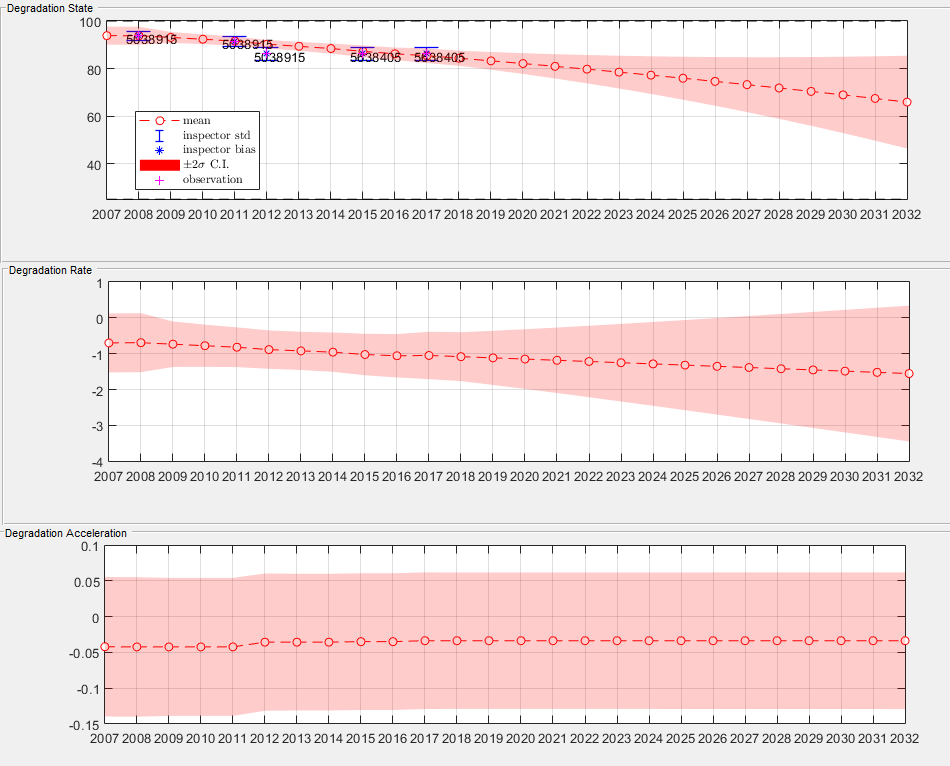 Degradation State
100
80
60
40
5638915
5638915
5638915
5638405
5638405
mean
inspector std
inspector bias
±2σ C.I.
observation
2007 2008 2009 2010 2011 2012 2013 2014 2015 2016 2017 2018 2019 2020 2021 2022 2023 2024 2025 2026 2027 2028 2029 2030 2031 2032
Degradation Rate
1
0
-1
-2
-3
-4
2007 2008 2009 2010 2011 2012 2013 2014 2015 2016 2017 2018 2019 2020 2021 2022 2023 2024 2025 2026 2027 2028 2029 2030 2031 2032
Degradation Acceleration
0.1
0.05
0
-0.05
-0.1
-0.15
2007 2008 2009 2010 2011 2012 2013 2014 2015 2016 2017 2018 2019 2020 2021 2022 2023 2024 2025 2026 2027 2028 2029 2030 2031 2032